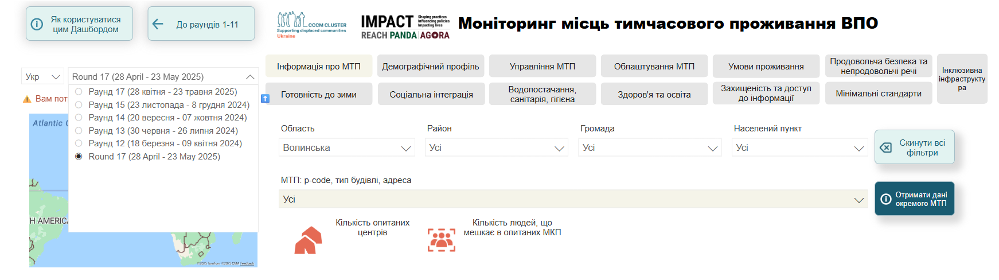 Як користуватися
цим Дашбордом
До раундів 1-11
CCCM CLUSTER
Supporting displaced communities
Ukraine
IMPACT
Shaping practices
Influencing policies
Impacting lives
REACH PANDA AGORA
Моніторинг місць тимчасового проживання ВПО
Укр
Round 17 (28 April - 23 May 2025)
Раунд 17 (28 квітня - 23 травня 2025)
Раунд 15 (23 листопада - 8 грудня 2024)
Раунд 14 (20 вересня - 07 жовтня 2024)
Раунд 13 (30 червня - 26 липня 2024)
Раунд 12 (18 березня - 09 квітня 2024)
Round 17 (28 April - 23 May 2025)
Вам пот
Atlantic
H AMERIC
©2025 TomTom ©2025 OSM Feedback
Інформація про МТП
Демографічний профіль
Управління МТП
Облаштування МТП
Умови проживання
Продовольча безпека та
непродовольчі речі
Інклюзивна
інфраструкту
ра
Готовність до зими
Соціальна інтеграція
Водопостачання,
санітарія, гігієна
Здоров'я та освіта
Захищеність та доступ
до інформації
Мінімальні стандарти
Область
Район
Громада
Населений пункт
Волинська
Усі
Усі
Усі
Скинути всі
фільтри
МТП: p-code, тип будівлі, адреса
Усі
Отримати дані
окремого МТП
Кількість опитаних
центрів
Кількість людей, що
мешкає в опитаних МКП